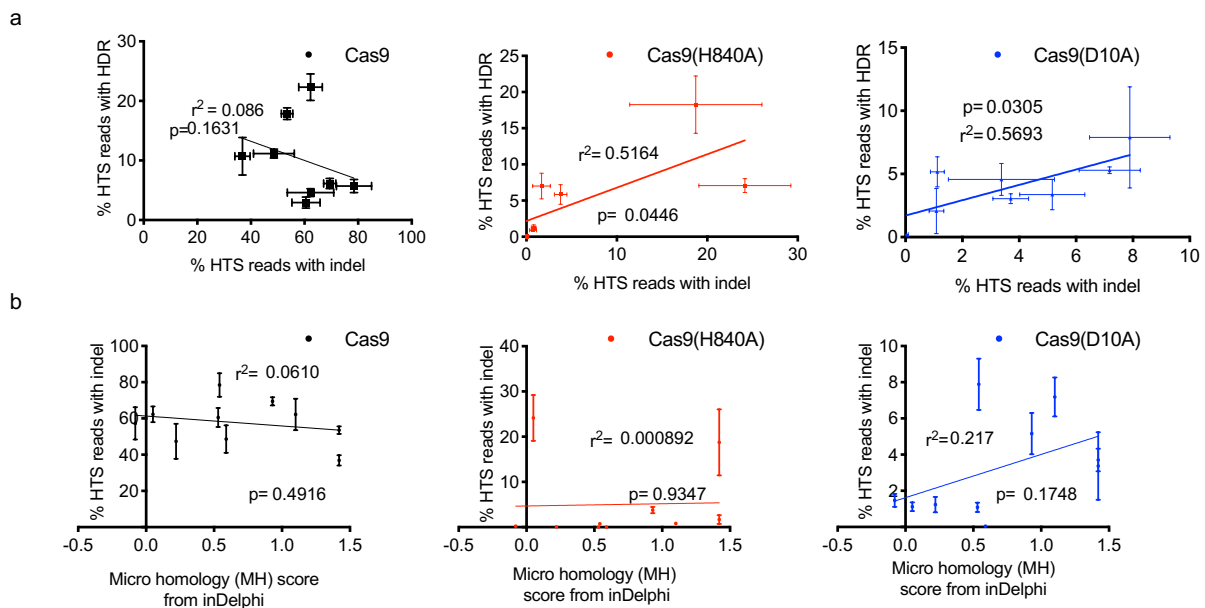 a
Cas9
Cas9(H840A)
Cas9(D10A)
% HTS reads with HDR
30
20
10
0
r² = 0.086
p=0.1631
0 20 40 60 80 100
% HTS reads with indel
% HTS reads with HDR
25
20
15
10
5
0
r² = 0.5164
p= 0.0446
0 10 20 30
% HTS reads with indel
% HTS reads with HDR
15
10
5
0
p= 0.0305
r² = 0.5693
0 2 4 6 8 10
% HTS reads with indel
b
Cas9
Cas9(H840A)
Cas9(D10A)
% HTS reads with indel
100
80
60
40
20
r²= 0.0610
p= 0.4916
-0.5 0.0 0.5 1.0 1.5
Micro homology (MH) score
from inDelphi
% HTS reads with indel
40
30
20
10
r²= 0.000892
p= 0.9347
-0.5 0.0 0.5 1.0 1.5
Micro homology (MH)
score from inDelphi
% HTS reads with indel
10
8
6
4
2
r²=0.217
p= 0.1748
-0.5 0.0 0.5 1.0 1.5
Micro homology (MH)
score from inDelphi